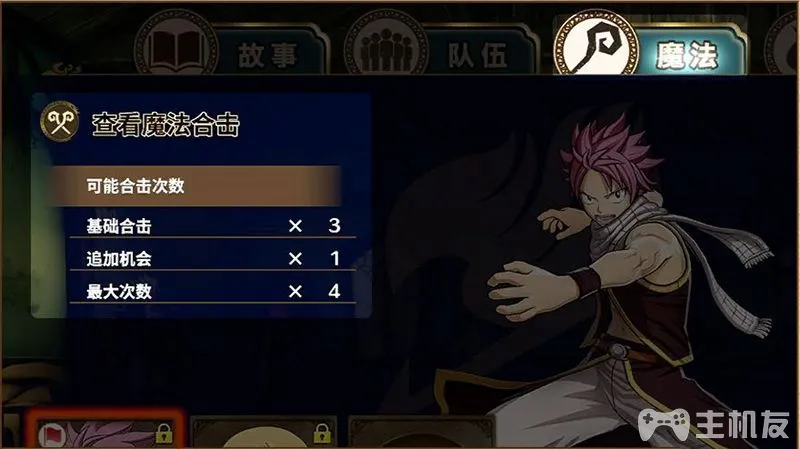 故事
队伍
魔法
查看魔法合击
可能合击次数
基础合击 × 3
追加机会 × 1
最大次数 × 4
主机友